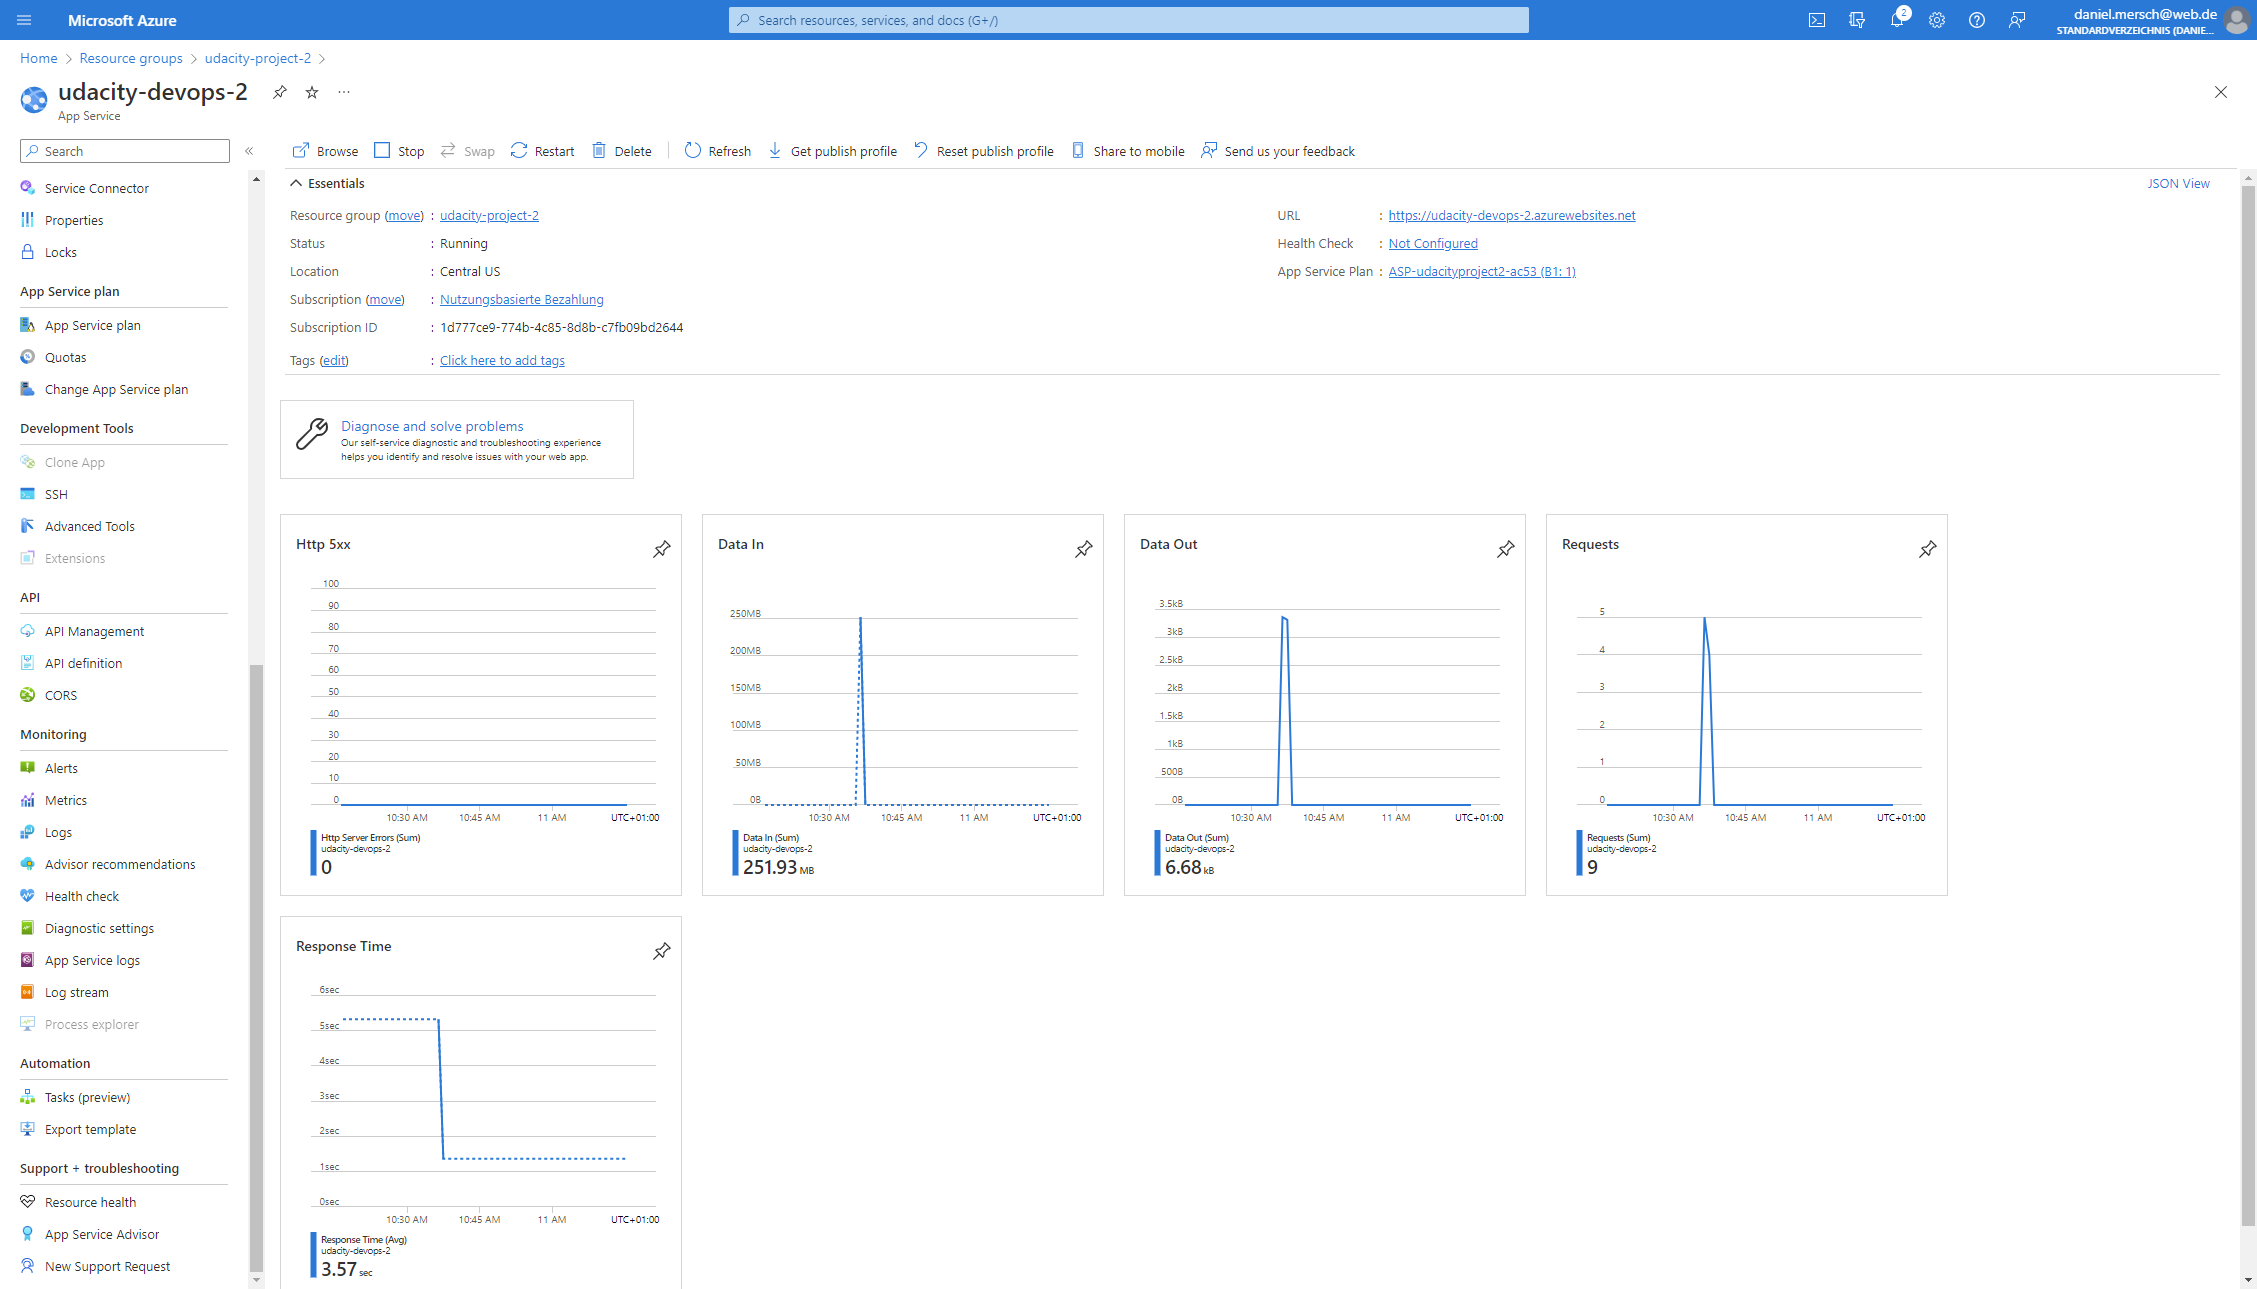 Microsoft Azure
Search resources, services, and docs (G+/)
2
daniel.mersch@web.de
STANDARDVERZEICHNIS (DANIE...
Home > Resource groups > udacity-project-2 >
udacity-devops-2
App Service
Search
Browse Stop Swap Restart Delete Refresh Get publish profile Reset publish profile Share to mobile Send us your feedback
Service Connector
Properties
Locks
App Service plan
App Service plan
Quotas
Change App Service plan
Development Tools
Clone App
SSH
Advanced Tools
Extensions
API
API Management
API definition
CORS
Monitoring
Alerts
Metrics
Logs
Advisor recommendations
Health check
Diagnostic settings
App Service logs
Log stream
Process explorer
Automation
Tasks (preview)
Export template
Support + troubleshooting
Resource health
App Service Advisor
New Support Request
Essentials
JSON View
Resource group (move) : udacity-project-2
Status : Running
Location : Central US
Subscription (move) : Nutzungsbasierte Bezahlung
Subscription ID : 1d777ce9-774b-4c85-8d8b-c7fb09bd2644
Tags (edit) : Click here to add tags
URL : https://udacity-devops-2.azurewebsites.net
Health Check : Not Configured
App Service Plan : ASP-udacityproject2-ac53 (B1: 1)
Diagnose and solve problems
Our self-service diagnostic and troubleshooting experience
helps you identify and resolve issues with your web app.
Http 5xx
100
90
80
70
60
50
40
30
20
10
0
10:30 AM 10:45 AM 11 AM UTC+01:00
Http Server Errors (Sum)
udacity-devops-2
0
Data In
250MB
200MB
150MB
100MB
50MB
0B
10:30 AM 10:45 AM 11 AM UTC+01:00
Data In (Sum)
udacity-devops-2
251.93 MB
Data Out
3.5kB
3kB
2.5kB
2kB
1.5kB
1kB
500B
0B
10:30 AM 10:45 AM 11 AM UTC+01:00
Data Out (Sum)
udacity-devops-2
6.68 kB
Requests
5
4
3
2
1
0
10:30 AM 10:45 AM 11 AM UTC+01:00
Requests (Sum)
udacity-devops-2
9
Response Time
6sec
5sec
4sec
3sec
2sec
1sec
0sec
10:30 AM 10:45 AM 11 AM UTC+01:00
Response Time (Avg)
udacity-devops-2
3.57 sec